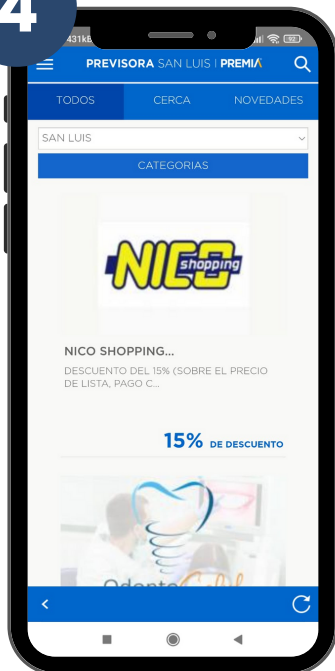 4
431kB
92
PREVISORA SAN LUIS | PREMIA
TODOS CERCA NOVEDADES
SAN LUIS
CATEGORIAS
NICO shopping
NICO SHOPPING...
DESCUENTO DEL 15% (SOBRE EL PRECIO
DE LISTA, PAGO C...
15% DE DESCUENTO